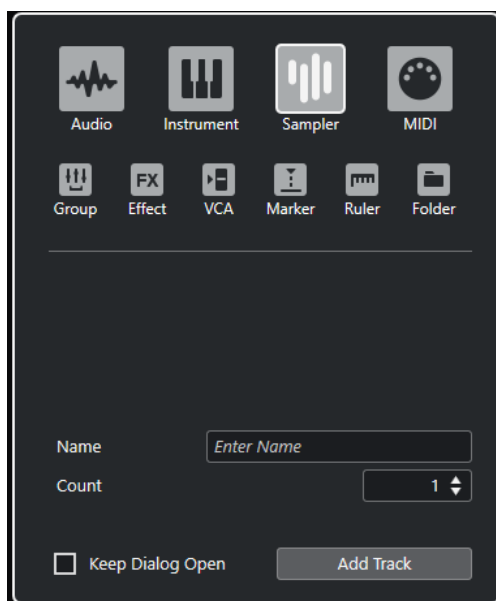 Audio Instrument Sampler MIDI
FX
Group Effect VCA Marker Ruler Folder
Name Enter Name
Count 1
Keep Dialog Open Add Track